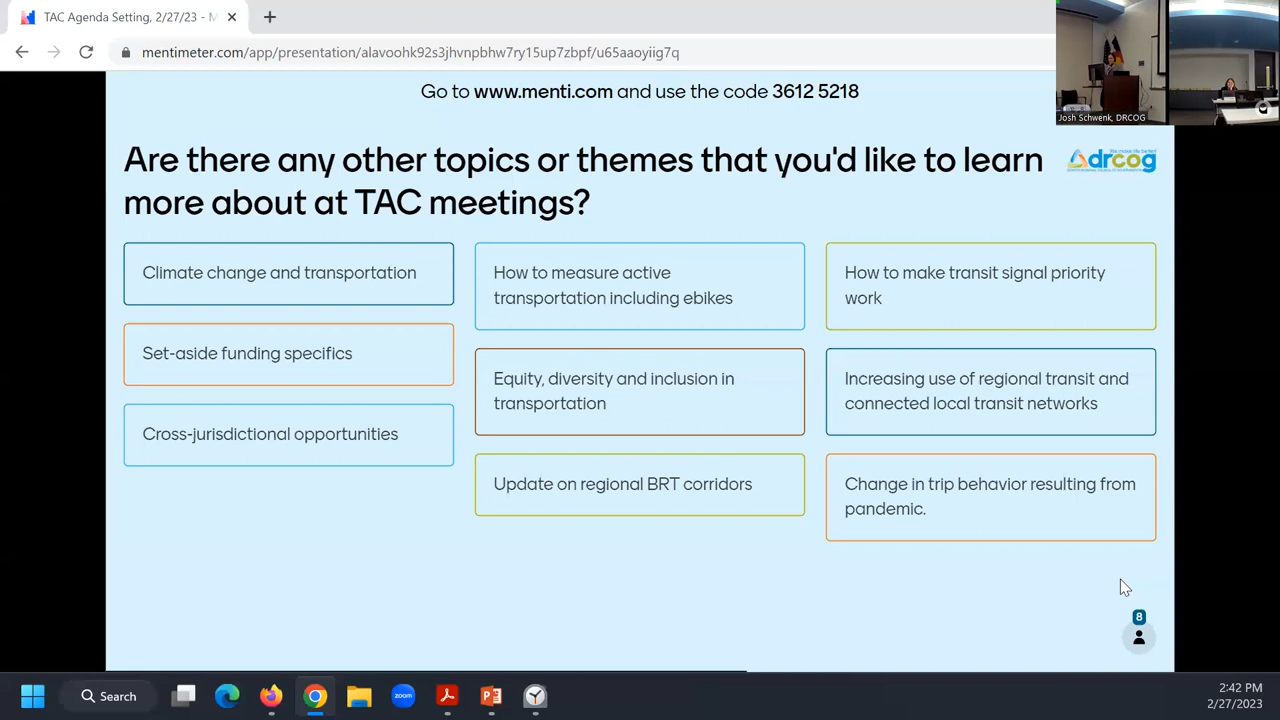 TAC Agenda Setting, 2/27/23 - M
mentimeter.com/app/presentation/alavoohk92s3jhvnpbhw7ry15up7zbpf/u65aaoyiig7q
Go to www.menti.com and use the code 3612 5218
Josh Schwenk, DRCOG
Are there any other topics or themes that you'd like to learn
more about at TAC meetings?
drcog
Climate change and transportation
Set-aside funding specifics
Cross-jurisdictional opportunities
How to measure active
transportation including ebikes
Equity, diversity and inclusion in
transportation
Update on regional BRT corridors
How to make transit signal priority
work
Increasing use of regional transit and
connected local transit networks
Change in trip behavior resulting from
pandemic.
8
Search
zoom
2:42 PM
2/27/2023